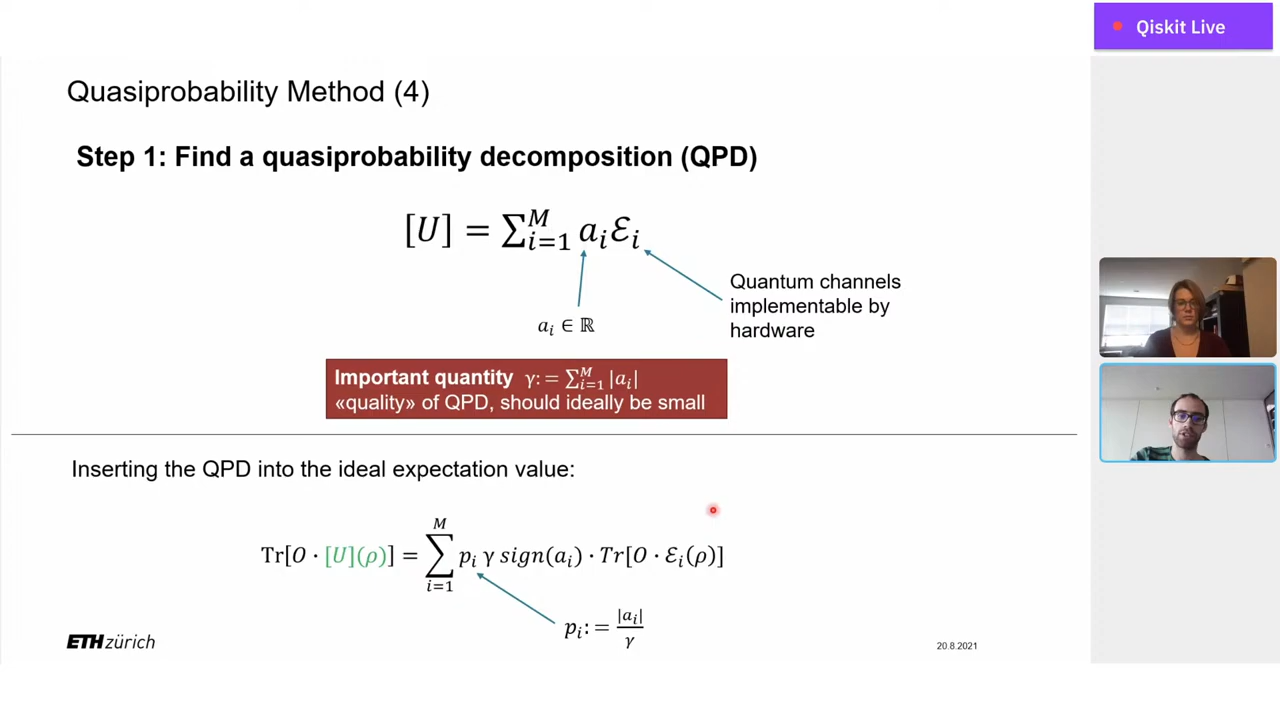 Qiskit Live
Quasiprobability Method (4)
Step 1: Find a quasiprobability decomposition (QPD)
[U] = ∑_{i=1}^{M} a_i ℰ_i
Quantum channels
implementable by
hardware
a_i ∈ ℝ
Important quantity γ: = ∑_{i=1}^{M} |a_i|
«quality» of QPD, should ideally be small
Inserting the QPD into the ideal expectation value:
Tr[O · [U](ρ)] = ∑_{i=1}^{M} p_i γ sign(a_i) · Tr[O · ℰ_i(ρ)]
p_i: = |a_i| / γ
ETH zürich
20.8.2021